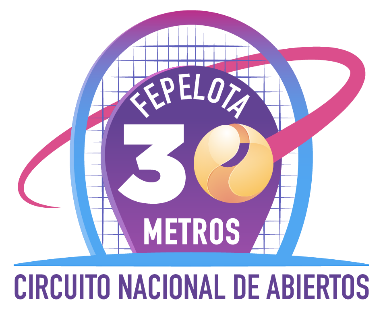 FEPELOTA
30
METROS
CIRCUITO NACIONAL DE ABIERTOS